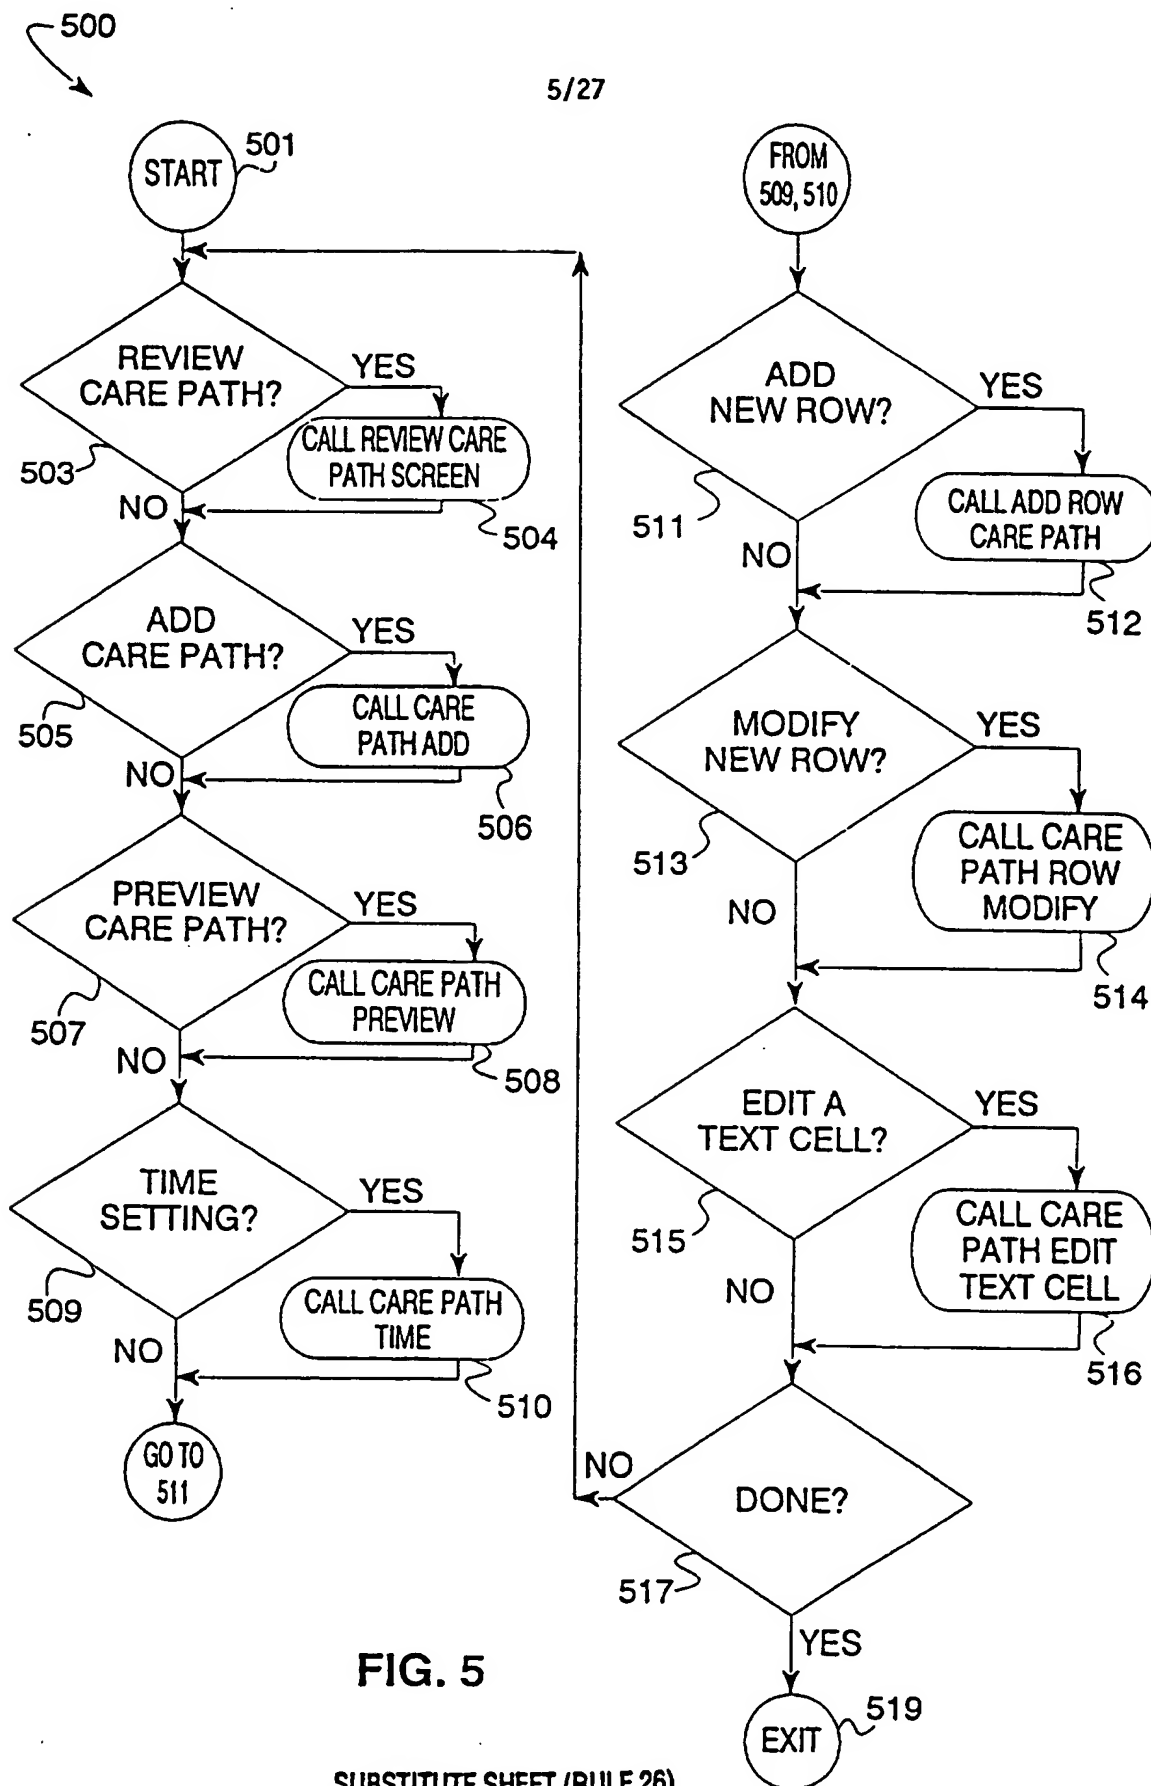 500
5/27
START
501
REVIEW
CARE PATH?
YES
503
CALL REVIEW CARE
PATH SCREEN
NO
504
ADD
CARE PATH?
YES
505
CALL CARE
PATH ADD
NO
506
PREVIEW
CARE PATH?
YES
507
CALL CARE PATH
PREVIEW
NO
508
TIME
SETTING?
YES
509
CALL CARE PATH
TIME
NO
510
GO TO
511
FROM
509, 510
ADD
NEW ROW?
YES
511
CALL ADD ROW
CARE PATH
NO
512
MODIFY
NEW ROW?
YES
513
CALL CARE
PATH ROW
MODIFY
NO
514
EDIT A
TEXT CELL?
YES
515
CALL CARE
PATH EDIT
TEXT CELL
NO
516
NO
DONE?
517
YES
EXIT
519
FIG. 5
SUBSTITUTE SHEET (RULE 26)